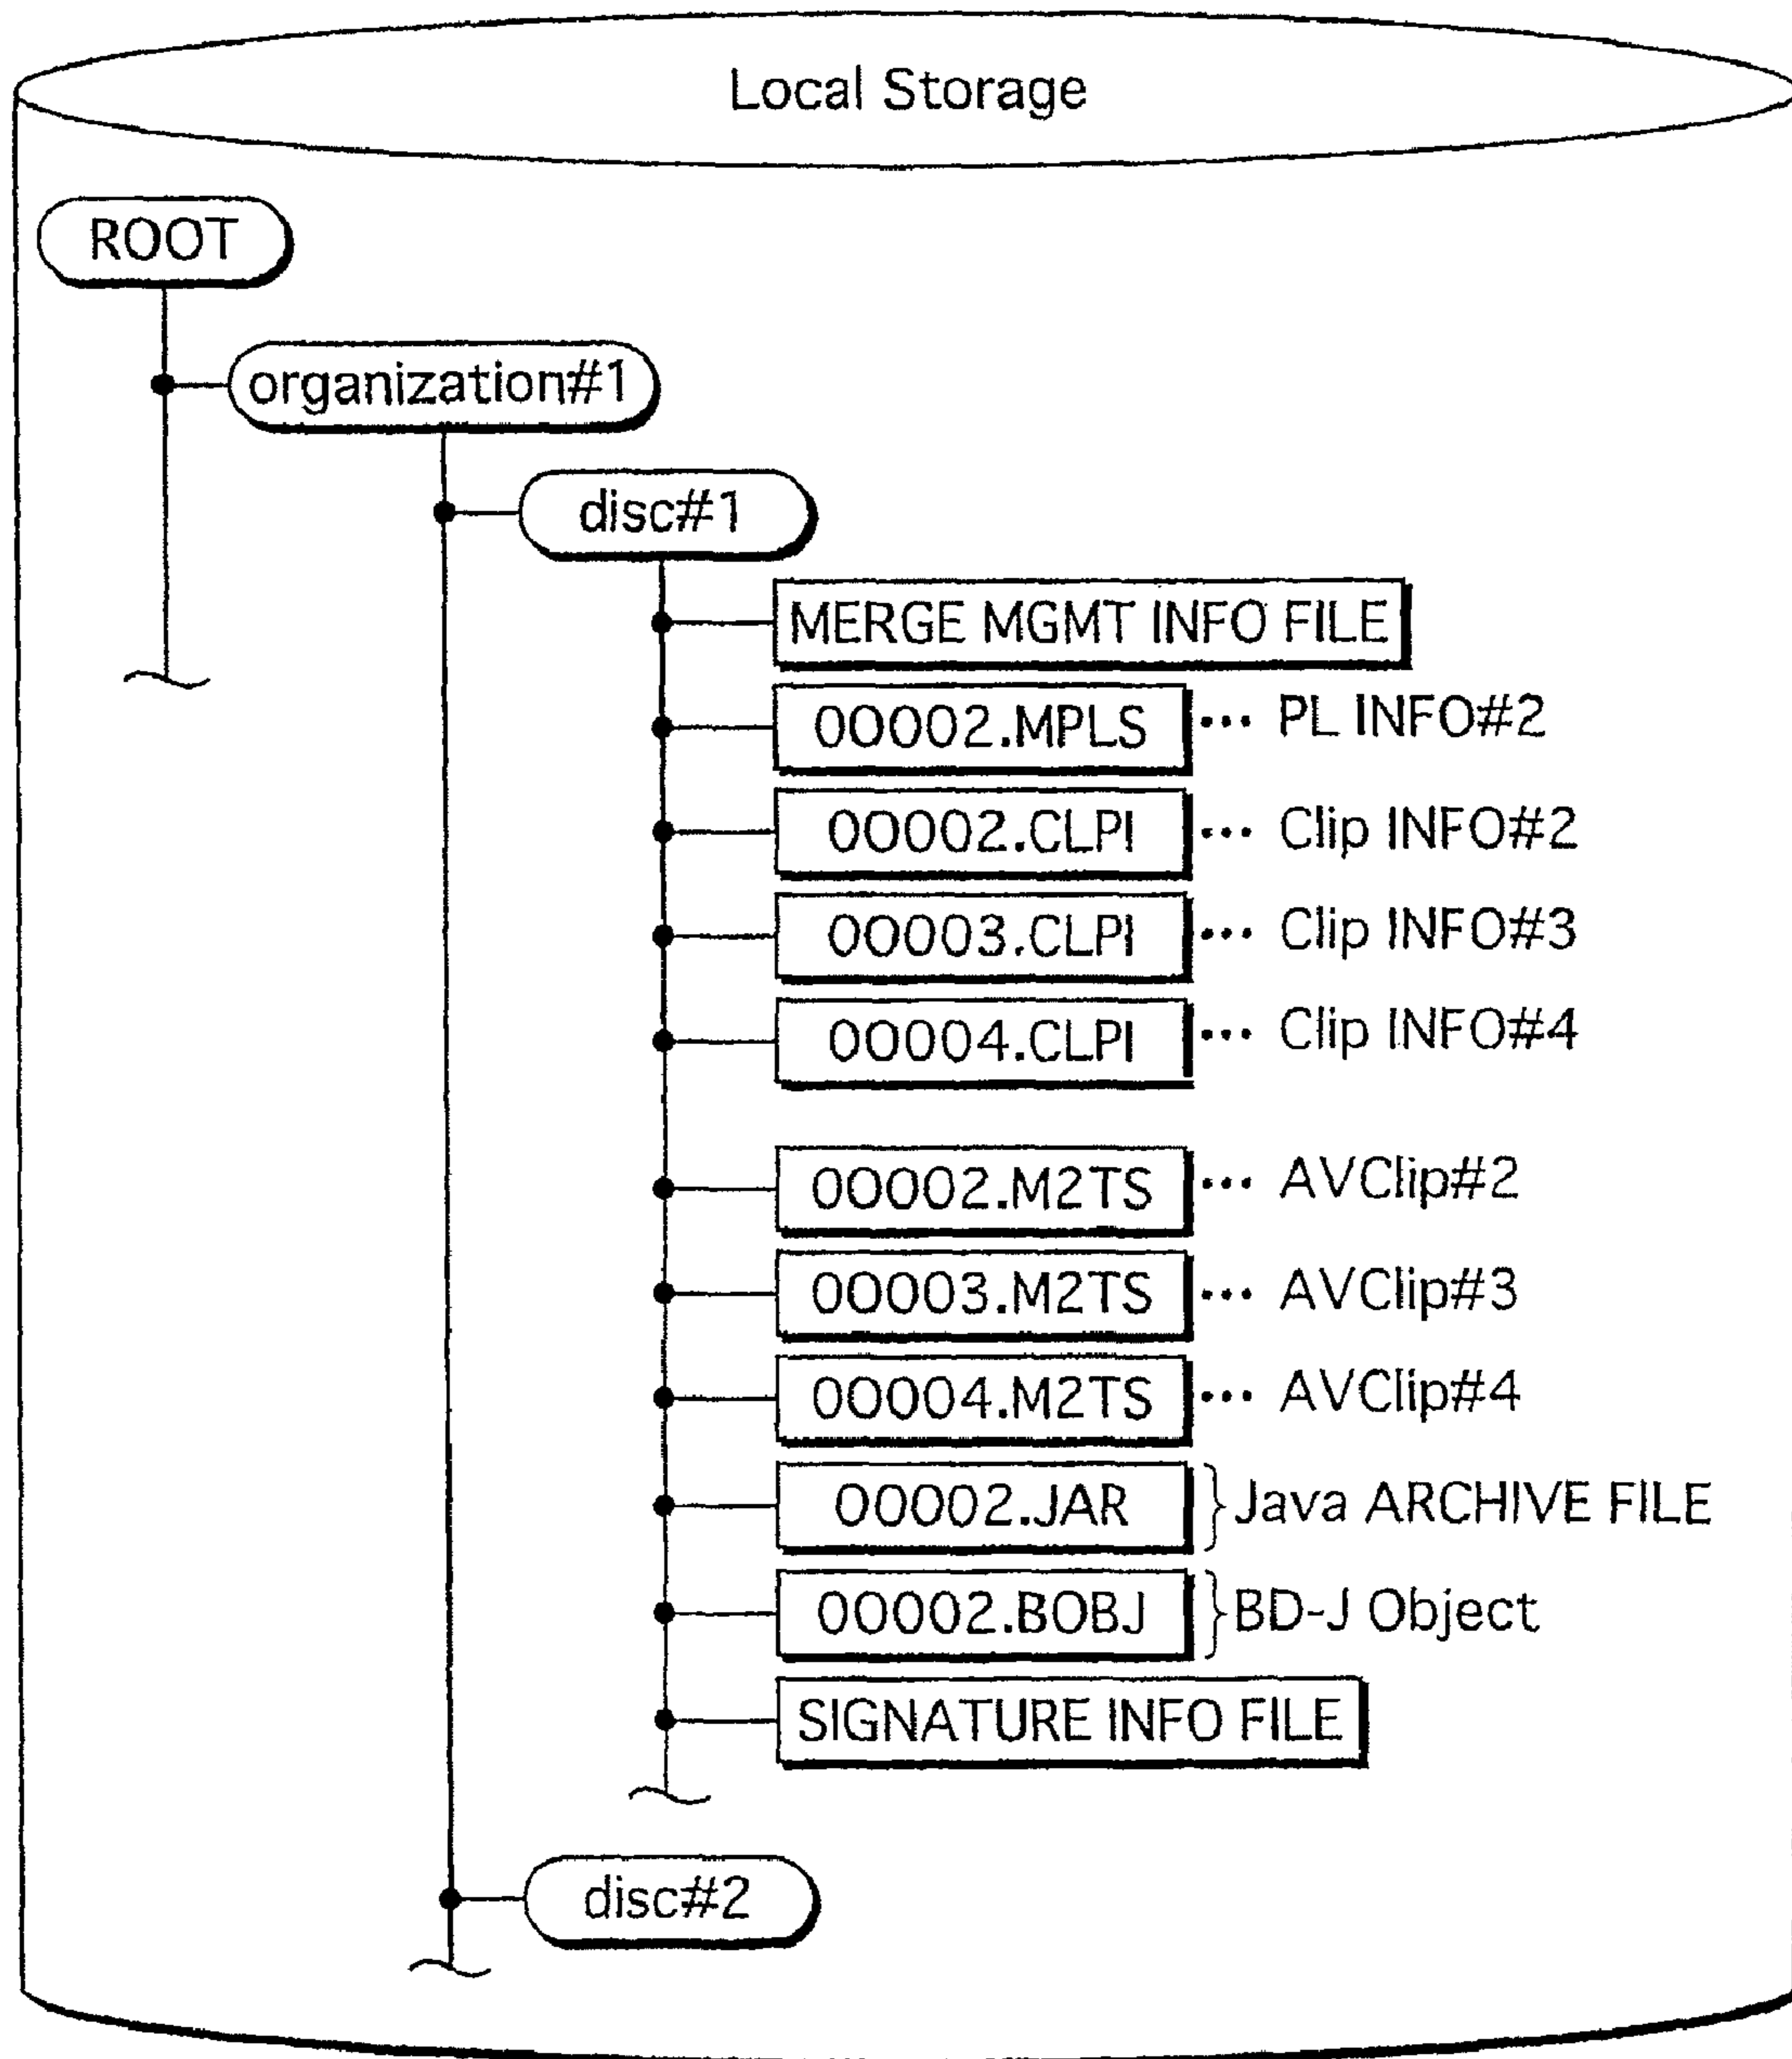 Local Storage
ROOT
organization#1
disc#1
MERGE MGMT INFO FILE
00002.MPLS ... PL INFO#2
00002.CLPI ... Clip INFO#2
00003.CLPI ... Clip INFO#3
00004.CLPI ... Clip INFO#4
00002.M2TS ... AVClip#2
00003.M2TS ... AVClip#3
00004.M2TS ... AVClip#4
00002.JAR }Java ARCHIVE FILE
00002.BOBJ }BD-J Object
SIGNATURE INFO FILE
disc#2